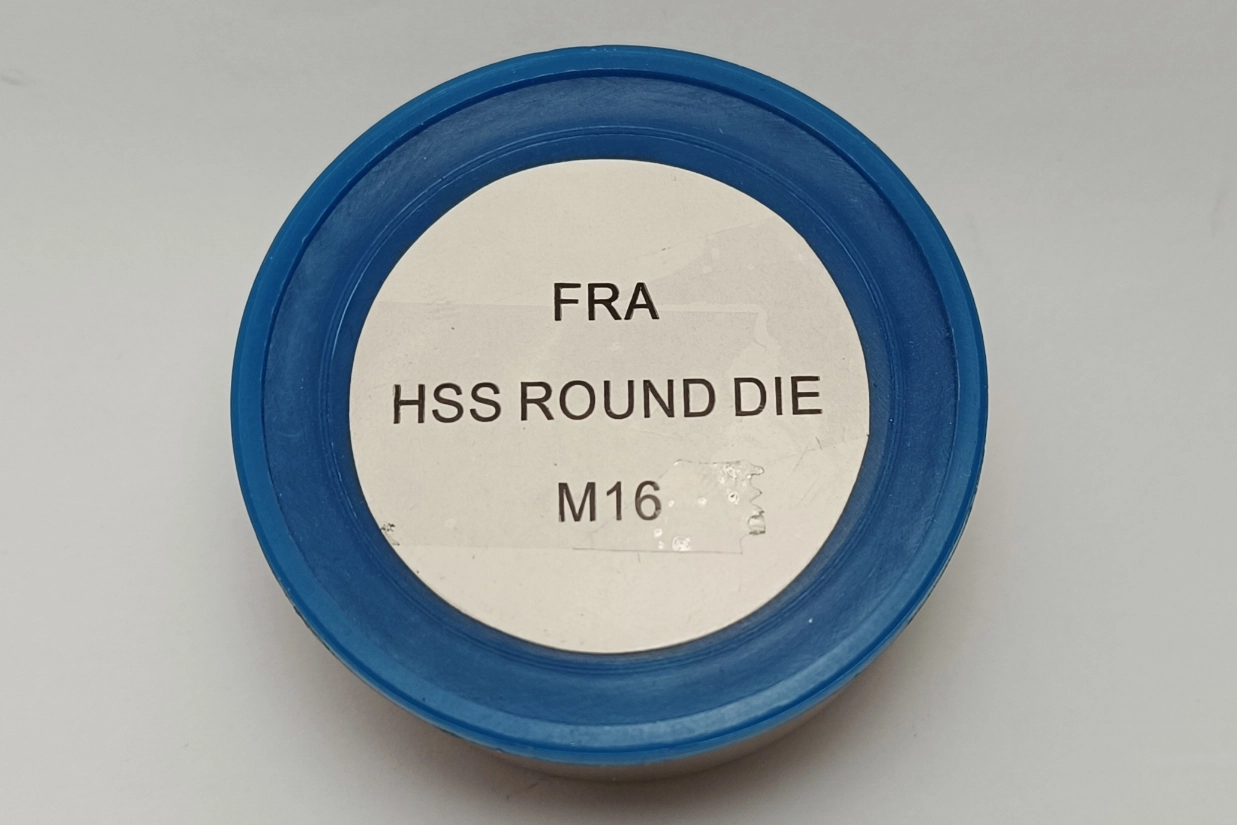 FRA
HSS ROUND DIE
M16